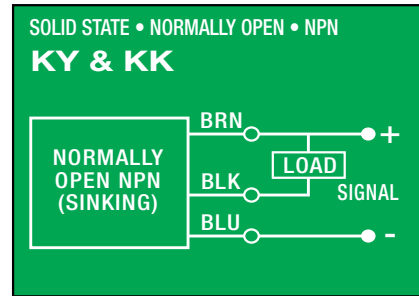 SOLID STATE • NORMALLY OPEN • NPN
KY & KK
BRN
+
NORMALLY
OPEN NPN
(SINKING)
LOAD
BLK
SIGNAL
BLU
-